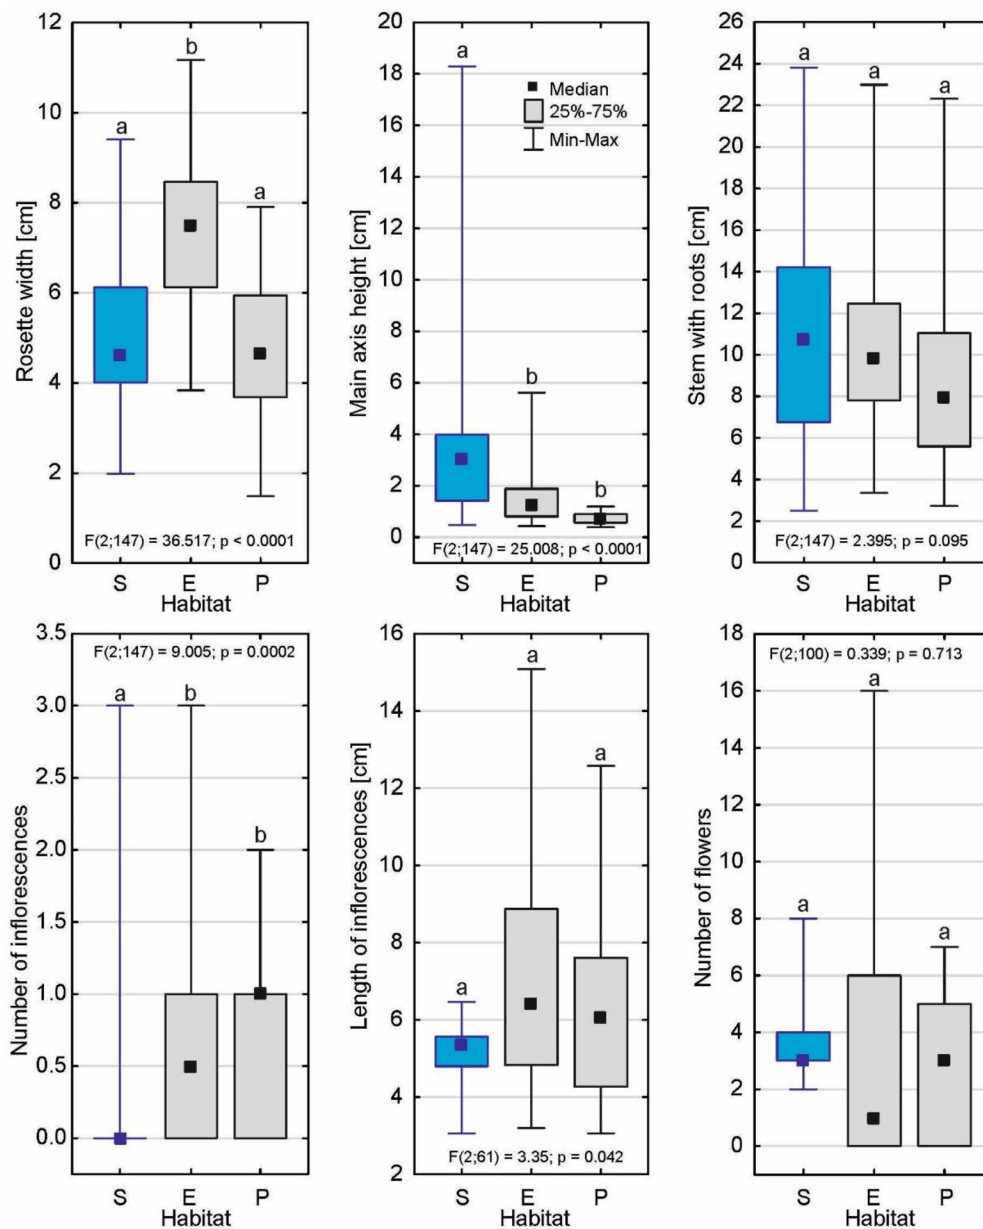 Rosette width [cm]
12
10
8
6
4
2
0
a
b
a
F(2;147) = 36.517; p < 0.0001
S E P
Habitat
Main axis height [cm]
20
18
16
14
12
10
8
6
4
2
0
a
b
b
Median
25%-75%
Min-Max
F(2;147) = 25.008; p < 0.0001
S E P
Habitat
Stem with roots [cm]
26
24
22
20
18
16
14
12
10
8
6
4
2
0
a
a
a
F(2;147) = 2.395; p = 0.095
S E P
Habitat
Number of inflorescences
3.5
3.0
2.5
2.0
1.5
1.0
0.5
0.0
F(2;147) = 9.005; p = 0.0002
a
b
b
S E P
Habitat
Length of inflorescences [cm]
16
14
12
10
8
6
4
2
a
a
a
F(2;61) = 3.35; p = 0.042
S E P
Habitat
Number of flowers
18
16
14
12
10
8
6
4
2
0
F(2;100) = 0.339; p = 0.713
a
a
a
S E P
Habitat